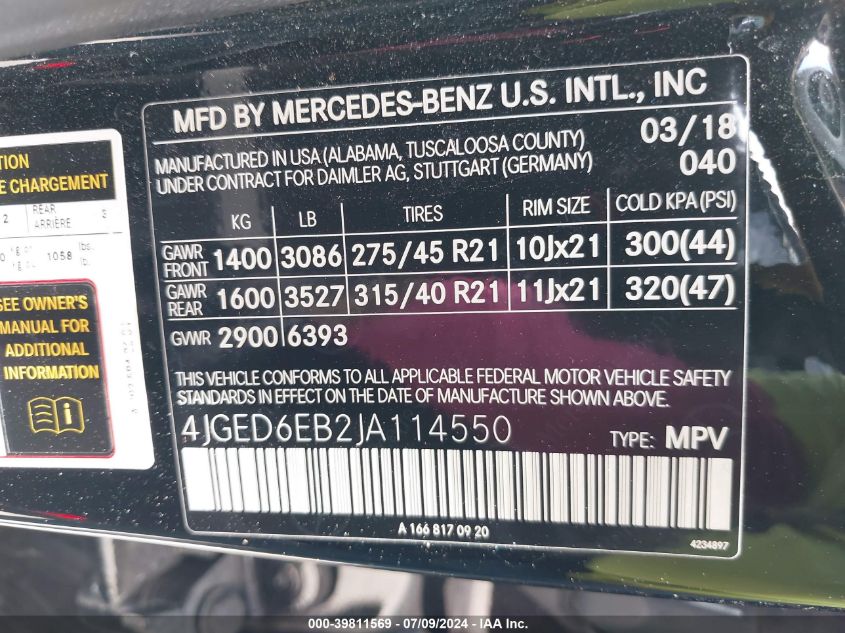 MFD BY MERCEDES-BENZ U.S. INTL., INC
MANUFACTURED IN USA (ALABAMA, TUSCALOOSA COUNTY) 03/18
UNDER CONTRACT FOR DAIMLER AG, STUTTGART (GERMANY) 040
KG LB TIRES RIM SIZE COLD KPA (PSI)
GAWR FRONT 1400 3086 275/45 R21 10Jx21 300(44)
GAWR REAR 1600 3527 315/40 R21 11Jx21 320(47)
GVWR 2900 6393
THIS VEHICLE CONFORMS TO ALL APPLICABLE FEDERAL MOTOR VEHICLE SAFETY
STANDARDS IN EFFECT ON THE DATE OF MANUFACTURE SHOWN ABOVE.
4JGED6EB2JA114550 TYPE: MPV
A 166 817 09 20
4234897
CHARGEMENT
2 REAR 3
ARRIÈRE
1058 lbs.
lb.
SEE OWNER'S
MANUAL FOR
ADDITIONAL
INFORMATION
000-39811569 | 07/09/2024 | IAA Inc.